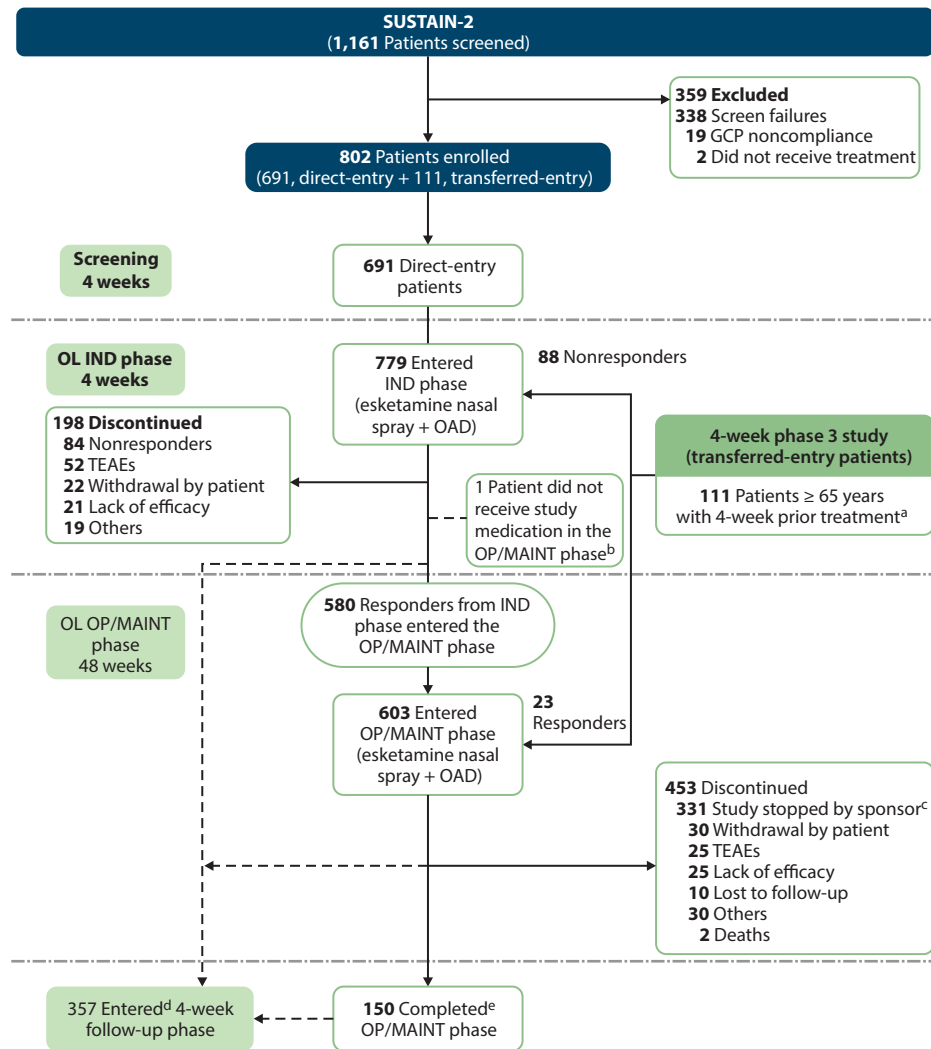 SUSTAIN-2
(1,161 Patients screened)
359 Excluded
338 Screen failures
19 GCP noncompliance
2 Did not receive treatment
802 Patients enrolled
(691, direct-entry + 111, transferred-entry)
Screening
4 weeks
691 Direct-entry
patients
OL IND phase
4 weeks
779 Entered
IND phase
(esketamine nasal
spray + OAD)
88 Nonresponders
198 Discontinued
84 Nonresponders
52 TEAEs
22 Withdrawal by patient
21 Lack of efficacy
19 Others
4-week phase 3 study
(transferred-entry patients)
111 Patients ≥ 65 years
with 4-week prior treatmentᵃ
1 Patient did not
receive study
medication in the
OP/MAINT phaseᵇ
OL OP/MAINT
phase
48 weeks
580 Responders from IND
phase entered the
OP/MAINT phase
603 Entered
OP/MAINT phase
(esketamine nasal
spray + OAD)
23
Responders
453 Discontinued
331 Study stopped by sponsorᶜ
30 Withdrawal by patient
25 TEAEs
25 Lack of efficacy
10 Lost to follow-up
30 Others
2 Deaths
357 Enteredᵈ 4-week
follow-up phase
150 Completedᵉ
OP/MAINT phase